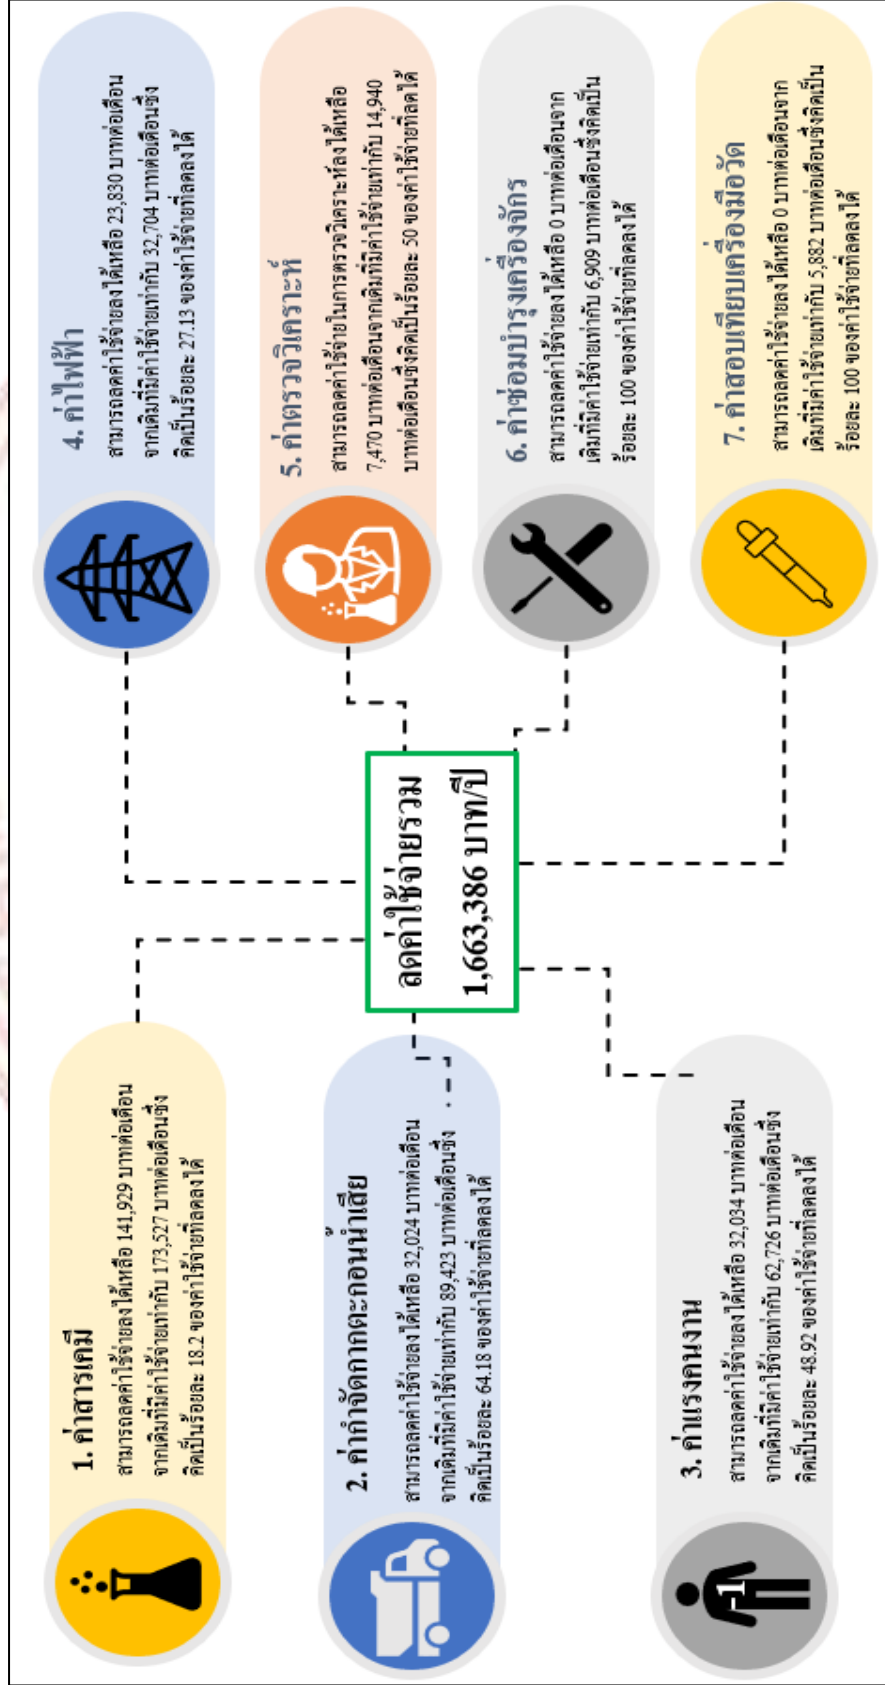 1. ค่าสารเคมี
สามารถลดค่าใช้จ่ายลงได้เหลือ 141,929 บาทต่อเดือน
จากเดิมที่มีค่าใช้จ่ายเท่ากับ 173,527 บาทต่อเดือนซึ่ง
คิดเป็นร้อยละ 18.2 ของค่าใช้จ่ายที่ลดลงได้
2. ค่ากำจัดกากตะกอนน้ำเสีย
สามารถลดค่าใช้จ่ายลงได้เหลือ 32,024 บาทต่อเดือน
จากเดิมที่มีค่าใช้จ่ายเท่ากับ 89,423 บาทต่อเดือนซึ่ง
คิดเป็นร้อยละ 64.18 ของค่าใช้จ่ายที่ลดลงได้
3. ค่าแรงคนงาน
สามารถลดค่าใช้จ่ายลงได้เหลือ 32,034 บาทต่อเดือน
จากเดิมที่มีค่าใช้จ่ายเท่ากับ 62,726 บาทต่อเดือนซึ่ง
คิดเป็นร้อยละ 48.92 ของค่าใช้จ่ายที่ลดลงได้
-1
ลดค่าใช้จ่ายรวม
1,663,386 บาท/ปี
4. ค่าไฟฟ้า
สามารถลดค่าใช้จ่ายลงได้เหลือ 23,830 บาทต่อเดือน
จากเดิมที่มีค่าใช้จ่ายเท่ากับ 32,704 บาทต่อเดือนซึ่ง
คิดเป็นร้อยละ 27.13 ของค่าใช้จ่ายที่ลดลงได้
5. ค่าตรวจวิเคราะห์
สามารถลดค่าใช้จ่ายในการตรวจวิเคราะห์ลงได้เหลือ
7,470 บาทต่อเดือนจากเดิมที่มีค่าใช้จ่ายเท่ากับ 14,940
บาทต่อเดือนซึ่งคิดเป็นร้อยละ 50 ของค่าใช้จ่ายที่ลดได้
6. ค่าซ่อมบำรุงเครื่องจักร
สามารถลดค่าใช้จ่ายลงได้เหลือ 0 บาทต่อเดือนจาก
เดิมที่มีค่าใช้จ่ายเท่ากับ 6,909 บาทต่อเดือนซึ่งคิดเป็น
ร้อยละ 100 ของค่าใช้จ่ายที่ลดลงได้
7. ค่าสอบเทียบเครื่องมือวัด
สามารถลดค่าใช้จ่ายลงได้เหลือ 0 บาทต่อเดือนจาก
เดิมที่มีค่าใช้จ่ายเท่ากับ 5,882 บาทต่อเดือนซึ่งคิดเป็น
ร้อยละ 100 ของค่าใช้จ่ายที่ลดลงได้